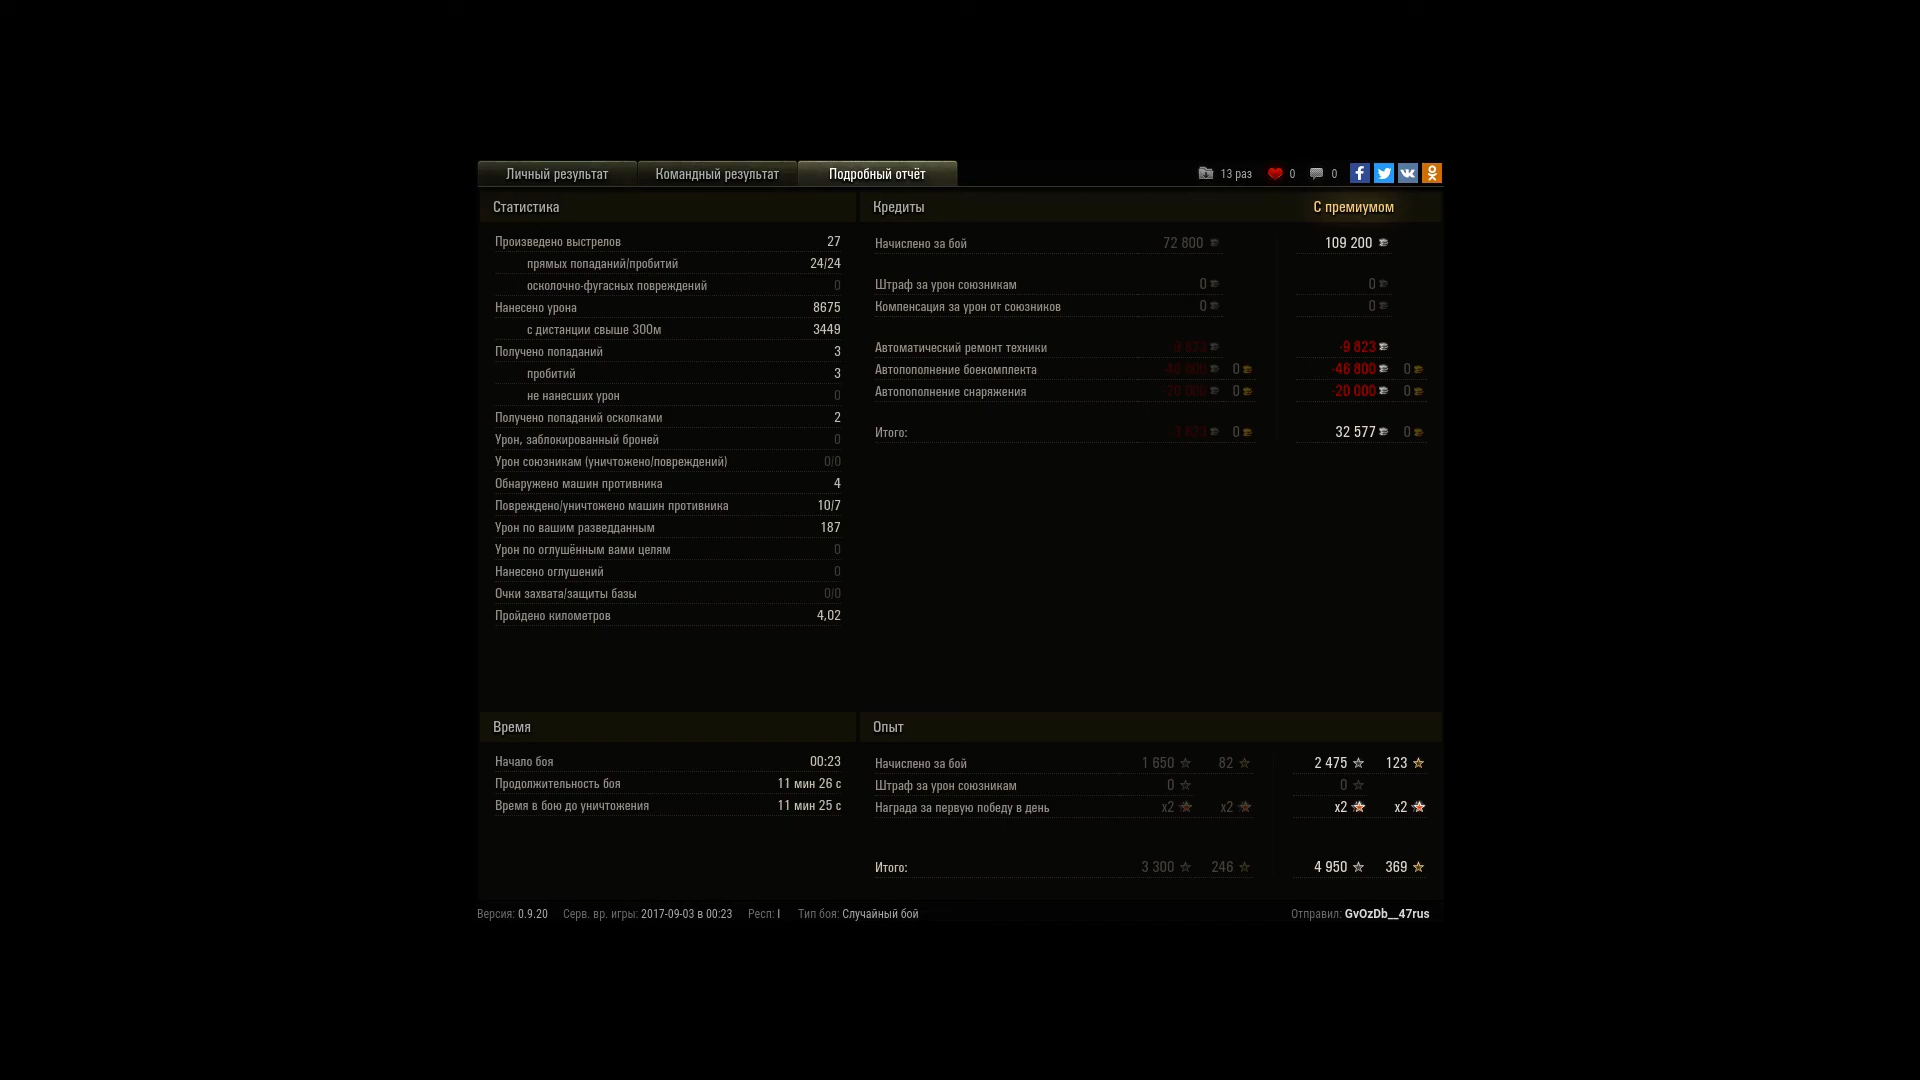 Личный результат Командный результат Подробный отчёт 13 раз 0 0
Статистика
Произведено выстрелов 27
прямых попаданий/пробитий 24/24
осколочно-фугасных повреждений 0
Нанесено урона 8675
с дистанции свыше 300м 3449
Получено попаданий 3
пробитий 3
не нанесших урон 0
Получено попаданий осколками 2
Урон, заблокированный броней 0
Урон союзникам (уничтожено/повреждений) 0/0
Обнаружено машин противника 4
Повреждено/уничтожено машин противника 10/7
Урон по вашим разведданным 187
Урон по оглушённым вами целям 0
Нанесено оглушений 0
Очки захвата/защиты базы 0/0
Пройдено километров 4,02
Кредиты С премиумом
Начислено за бой 72 800 109 200
Штраф за урон союзникам 0 0
Компенсация за урон от союзников 0 0
Автоматический ремонт техники -9 823 -9 823
Автопополнение боекомплекта -46 800 0 -46 800 0
Автопополнение снаряжения -20 000 0 -20 000 0
Итого: -3 823 0 32 577 0
Время
Начало боя 00:23
Продолжительность боя 11 мин 26 с
Время в бою до уничтожения 11 мин 25 с
Опыт
Начислено за бой 1 650 82 2 475 123
Штраф за урон союзникам 0 0
Награда за первую победу в день x2 x2 x2 x2
Итого: 3 300 246 4 950 369
Версия: 0.9.20 Серв. вр. игры: 2017-09-03 в 00:23 Респ: I Тип боя: Случайный бой Отправил: GvOzDb__47rus